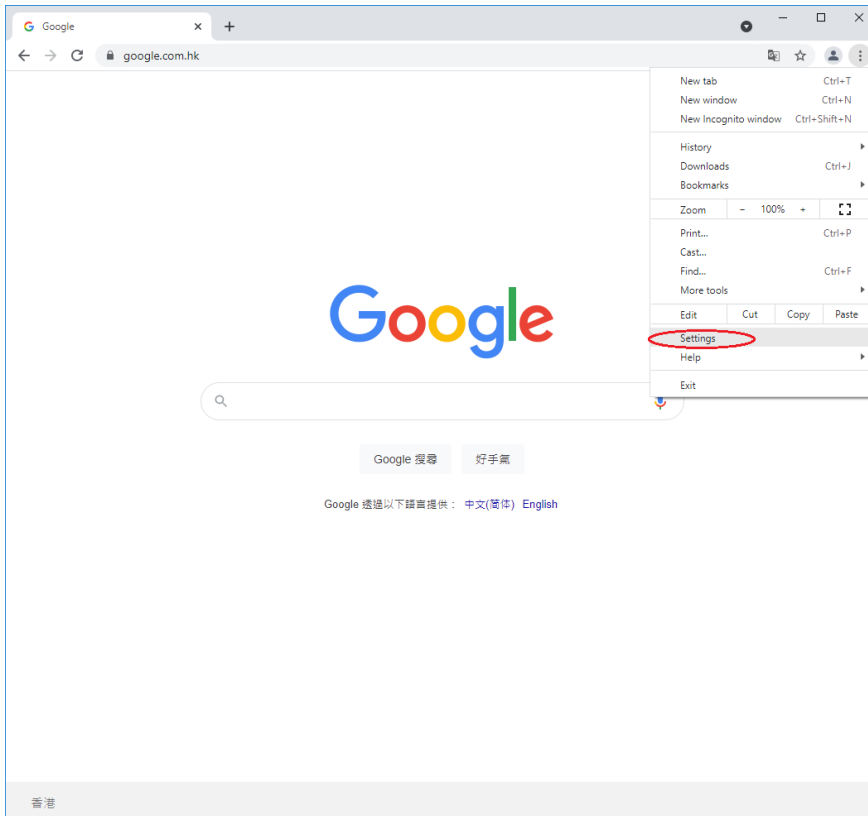 Google
google.com.hk
New tab Ctrl+T
New window Ctrl+N
New Incognito window Ctrl+Shift+N
History
Downloads Ctrl+J
Bookmarks
Zoom - 100% +
Print... Ctrl+P
Cast...
Find... Ctrl+F
More tools
Edit Cut Copy Paste
Settings
Help
Exit
Google
Google 搜尋 好手氣
Google 透過以下語言提供： 中文(简体) English
香港